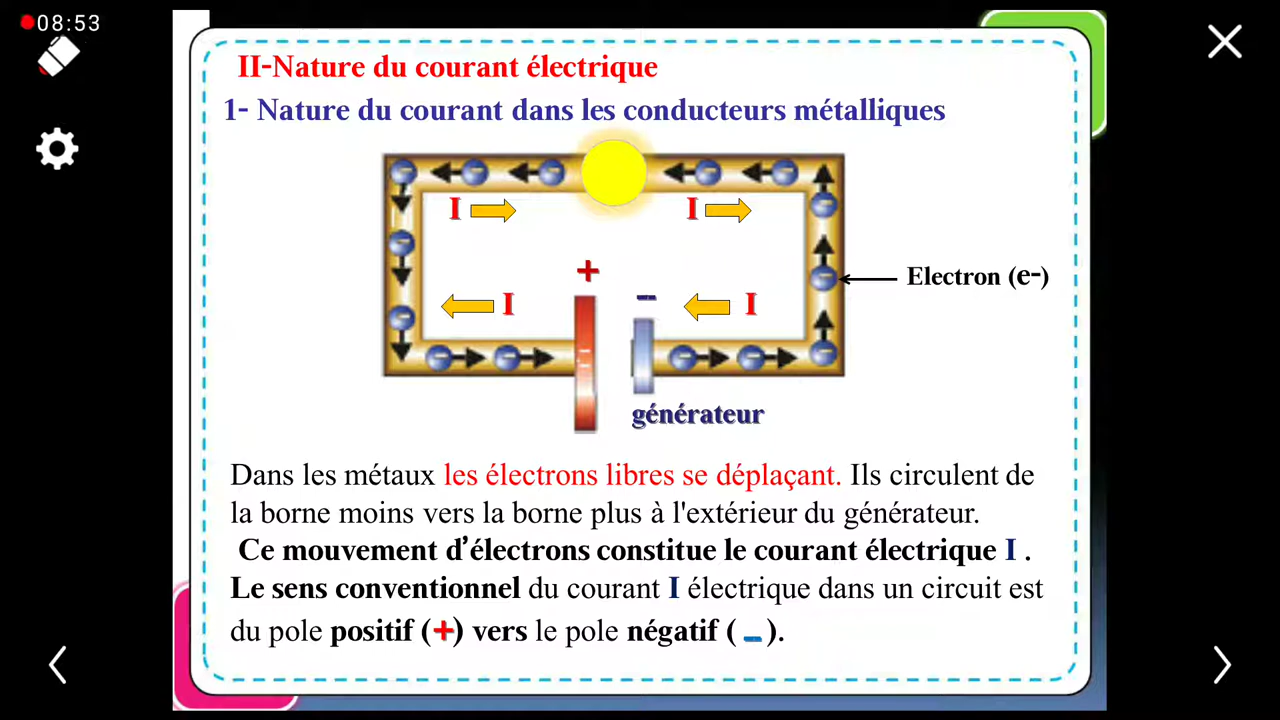 08:53
II-Nature du courant électrique
1- Nature du courant dans les conducteurs métalliques
I
I
+
-
Electron (e-)
I
I
générateur
Dans les métaux les électrons libres se déplaçant. Ils circulent de
la borne moins vers la borne plus à l'extérieur du générateur.
Ce mouvement d’électrons constitue le courant électrique I .
Le sens conventionnel du courant I électrique dans un circuit est
du pole positif (+) vers le pole négatif ( - ).